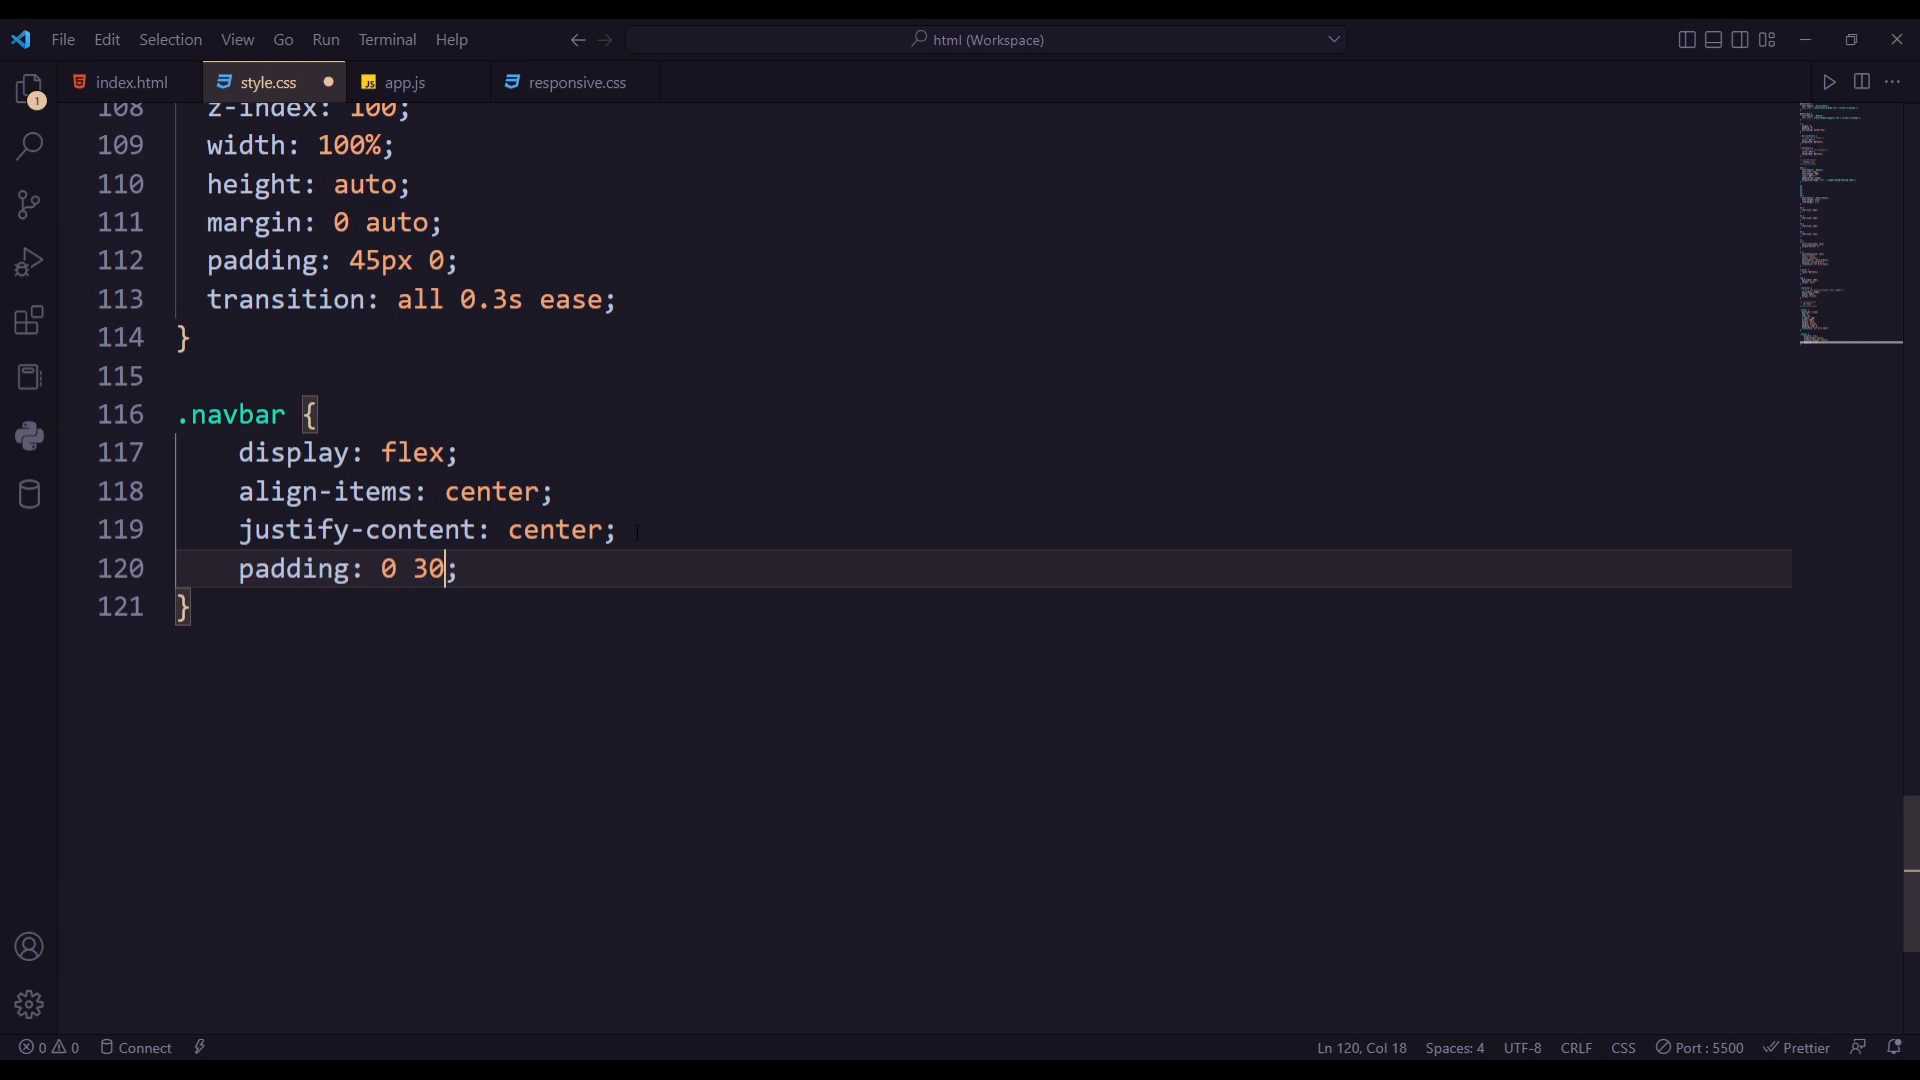 File Edit Selection View Go Run Terminal Help html (Workspace)
index.html style.css app.js responsive.css
1
108 z-index: 100;
109 width: 100%;
110 height: auto;
111 margin: 0 auto;
112 padding: 45px 0;
113 transition: all 0.3s ease;
114 }
115
116 .navbar {
117 display: flex;
118 align-items: center;
119 justify-content: center;
120 padding: 0 30;
121 }
0 0 Connect Ln 120, Col 18 Spaces: 4 UTF-8 CRLF CSS Port : 5500 Prettier